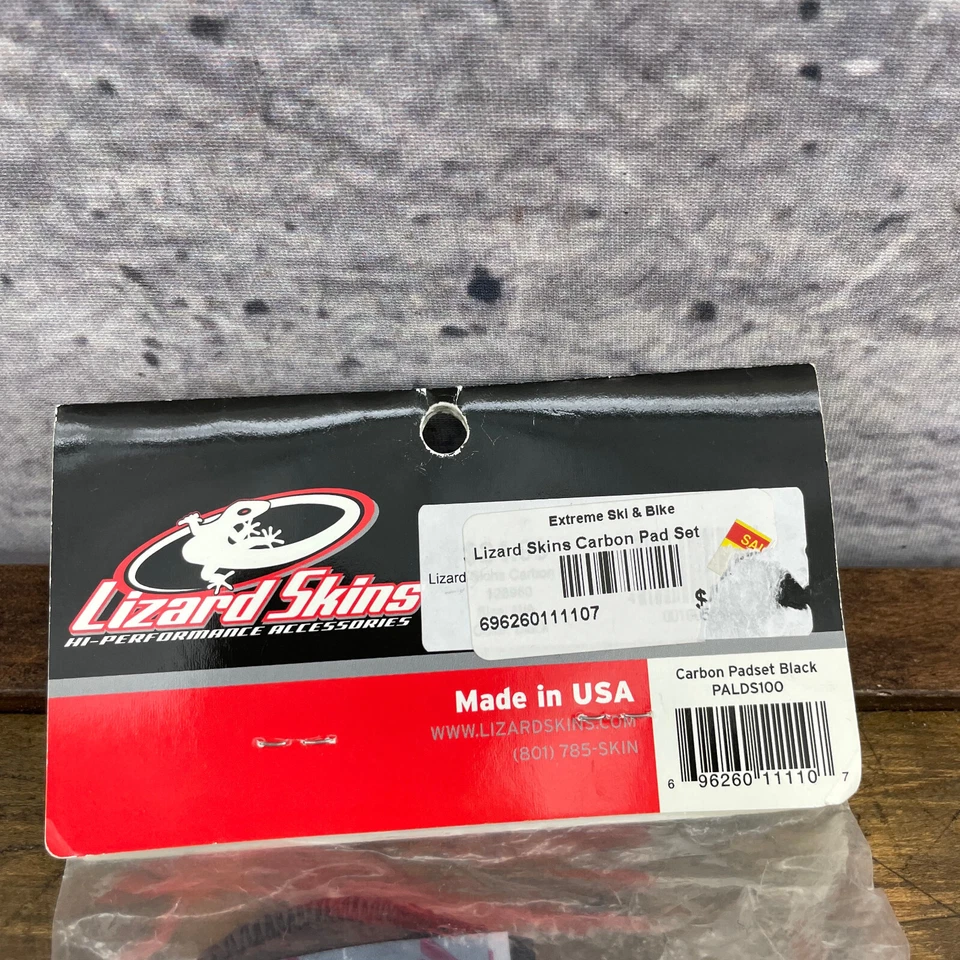 Lizard Skins
HI-PERFORMANCE ACCESSORIES
Extreme Ski & Bike
Lizard Skins Carbon Pad Set
Lizard
696260111107
$
SAL
Made in USA
WWW.LIZARDSKINS.COM
(801) 785-SKIN
Carbon Padset Black
PALDS100
6 96260 11110 7